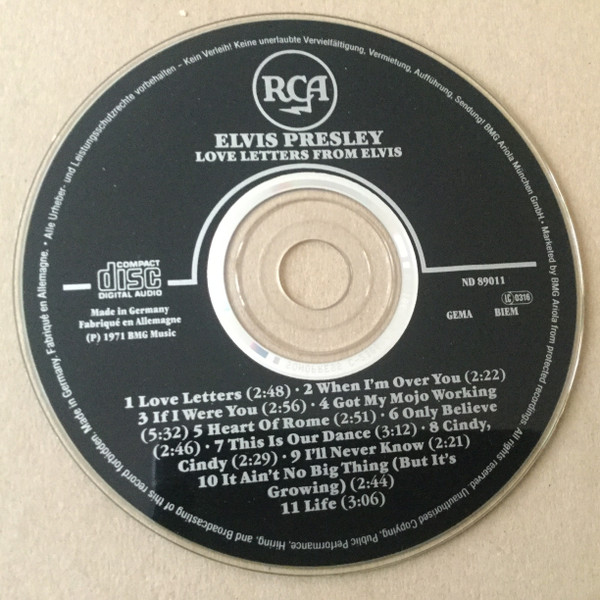 RCA
ELVIS PRESLEY
LOVE LETTERS FROM ELVIS
COMPACT
disc
DIGITAL AUDIO
Made in Germany
Fabriqué en Allemagne
(P) 1971 BMG Music
ND 89011
LC 0316
GEMA BIEM
1 Love Letters (2:48) · 2 When I'm Over You (2:22)
3 If I Were You (2:56) · 4 Got My Mojo Working
(5:32) 5 Heart Of Rome (2:51) · 6 Only Believe
(2:46) · 7 This Is Our Dance (3:12) · 8 Cindy,
Cindy (2:29) · 9 I'll Never Know (2:21)
10 It Ain't No Big Thing (But It's
Growing) (2:44)
11 Life (3:06)
• Alle Urheber- und Leistungsschutzrechte vorbehalten – Kein Verleih! Keine unerlaubte Vervielfältigung, Vermietung, Aufführung, Sendung! BMG Ariola München GmbH • Marketed by BMG Ariola from protected recordings. All rights reserved. Unauthorised Copying, Public Performance, Hiring, and Broadcasting of this record forbidden. Made in Germany. Fabriqué en Allemagne.